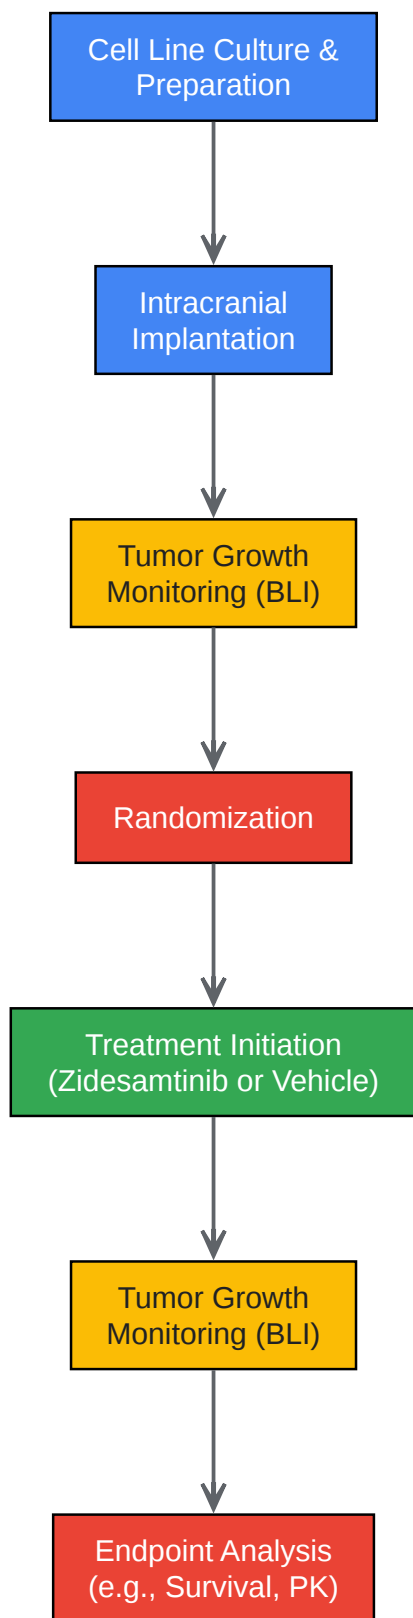 Cell Line Culture &
Preparation
Intracranial
Implantation
Tumor Growth
Monitoring (BLI)
Randomization
Treatment Initiation
(Zidesamtinib or Vehicle)
Tumor Growth
Monitoring (BLI)
Endpoint Analysis
(e.g., Survival, PK)